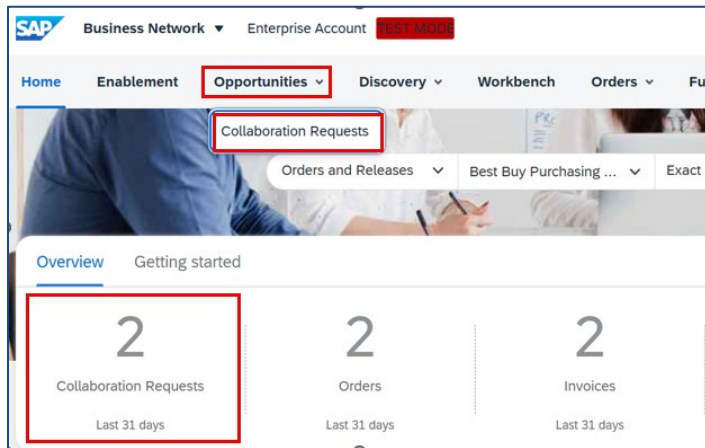 SAP Business Network Enterprise Account TEST MODE
Home Enablement Opportunities Discovery Workbench Orders
Collaboration Requests
Orders and Releases Best Buy Purchasing ... Exact
Overview Getting started
2 2 2
Collaboration Requests Orders Invoices
Last 31 days Last 31 days Last 31 days